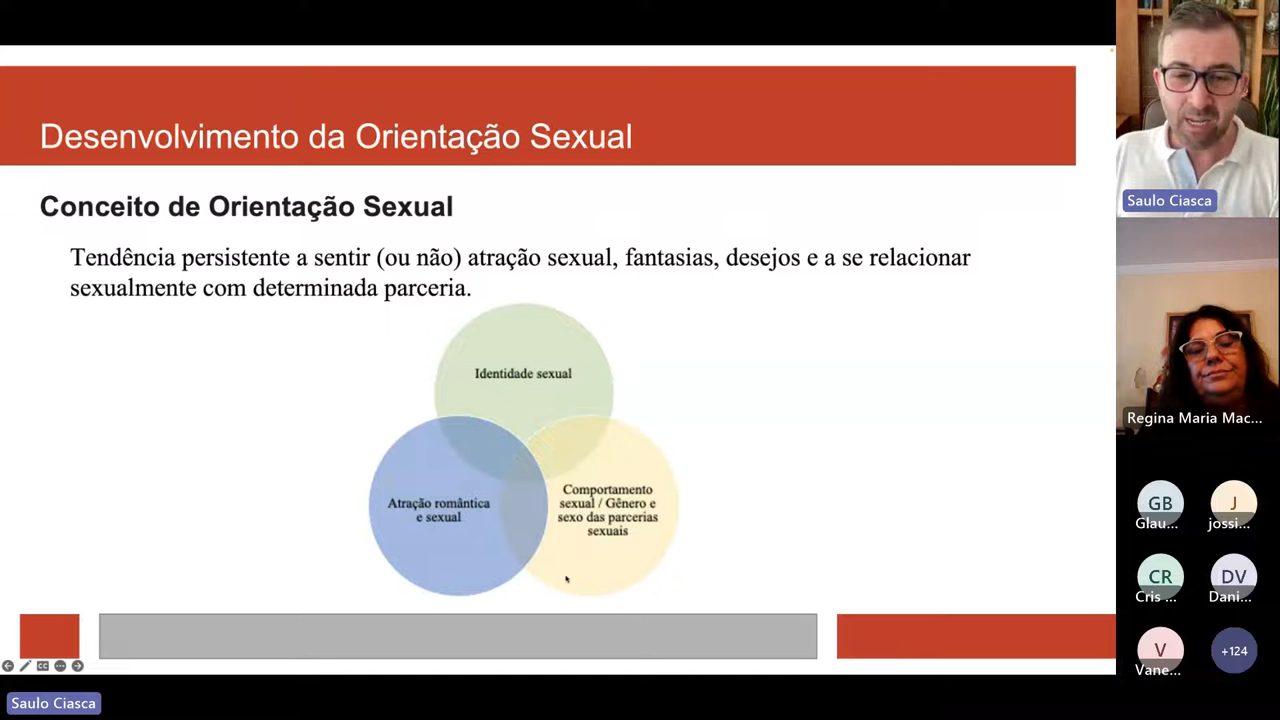 Desenvolvimento da Orientação Sexual
Conceito de Orientação Sexual
Tendência persistente a sentir (ou não) atração sexual, fantasias, desejos e a se relacionar
sexualmente com determinada parceria.
Identidade sexual
Atração romântica
e sexual
Comportamento
sexual / Gênero e
sexo das parcerias
sexuais
Saulo Ciasca
Regina Maria Mac...
GB
Glau...
J
jossi...
CR
Cris ...
DV
Dani...
V
Vane...
+124
CC
Saulo Ciasca